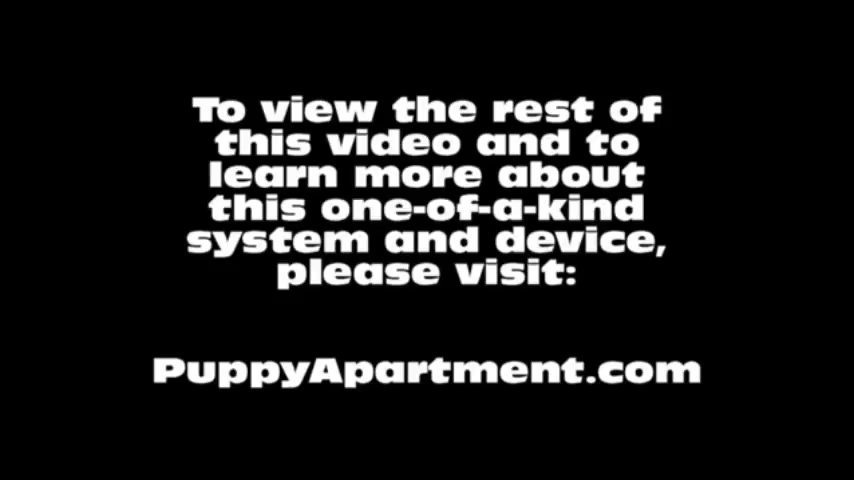 To view the rest of
this video and to
learn more about
this one-of-a-kind
system and device,
please visit:
PuppyApartment.com